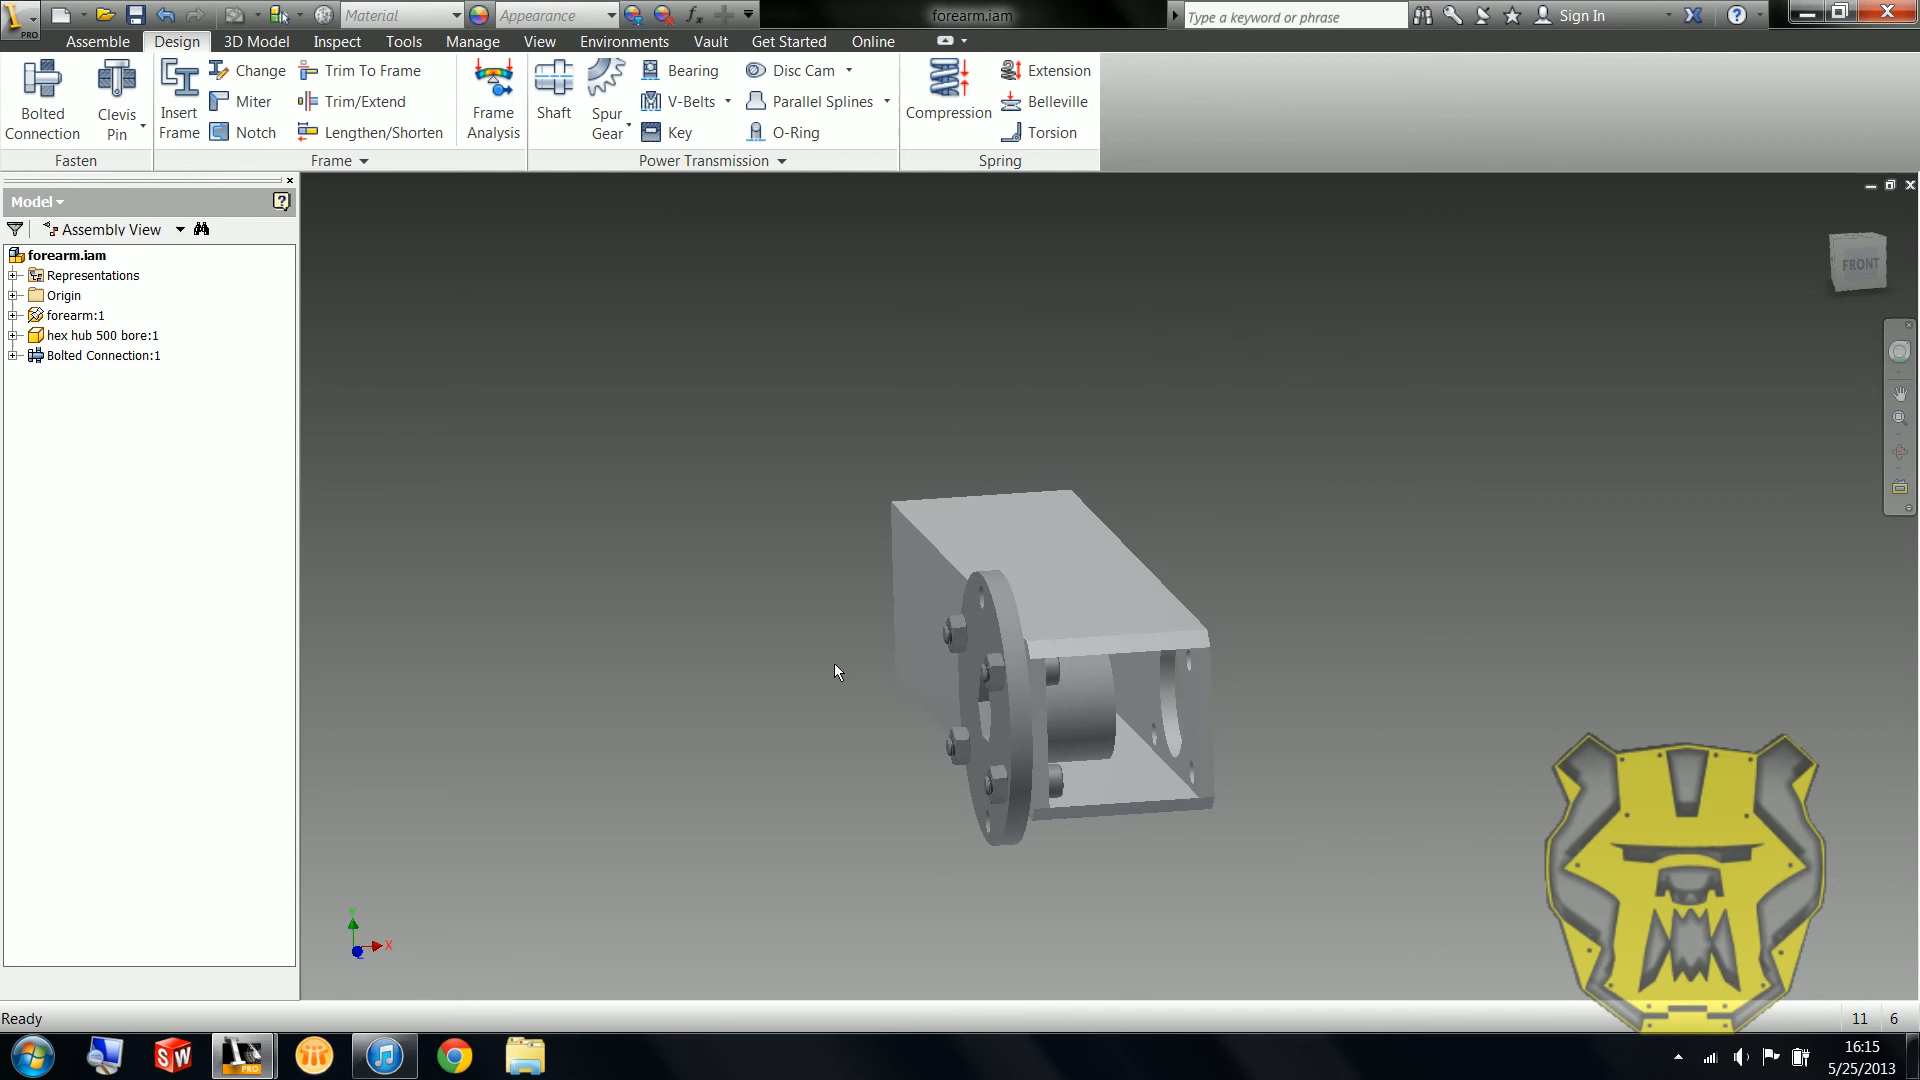 PRO
Material
Appearance
forearm.iam
Type a keyword or phrase
Sign In
Assemble Design 3D Model Inspect Tools Manage View Environments Vault Get Started Online
Bolted Connection
Clevis Pin
Fasten
Insert Frame
Change
Miter
Notch
Trim To Frame
Trim/Extend
Lengthen/Shorten
Frame Analysis
Frame
Shaft
Spur Gear
Bearing
V-Belts
Key
Disc Cam
Parallel Splines
O-Ring
Power Transmission
Compression
Extension
Belleville
Torsion
Spring
Model
Assembly View
forearm.iam
Representations
Origin
forearm:1
hex hub 500 bore:1
Bolted Connection:1
FRONT
Y
X
Z
Ready
11 6
SW
PRO
16:15
5/25/2013